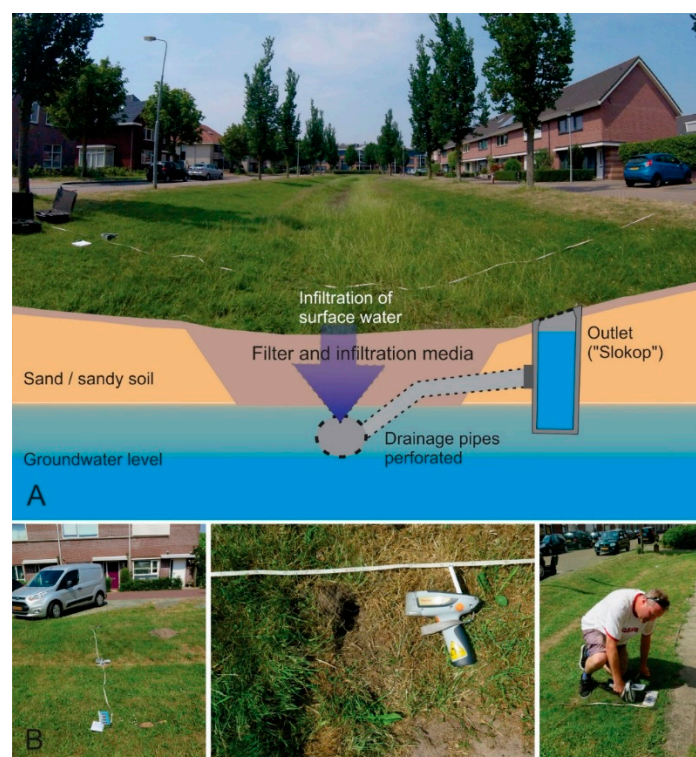 Infiltration of
surface water
Filter and infiltration media
Outlet
("Slokop")
Sand / sandy soil
Drainage pipes
perforated
Groundwater level
A
B